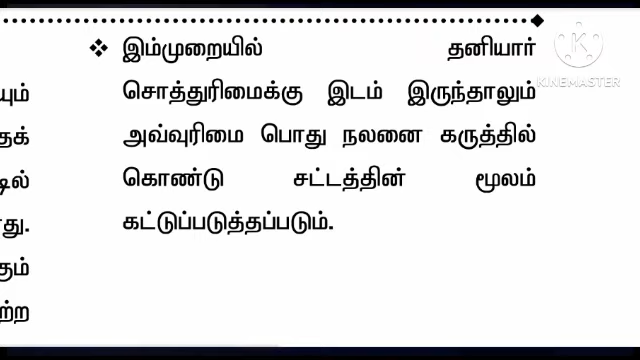 இம்முறையில் தனியார்
சொத்துரிமைக்கு இடம் இருந்தாலும்
அவ்வுரிமை பொது நலனை கருத்தில்
கொண்டு சட்டத்தின் மூலம்
கட்டுப்படுத்தப்படும்.
KINEMASTER